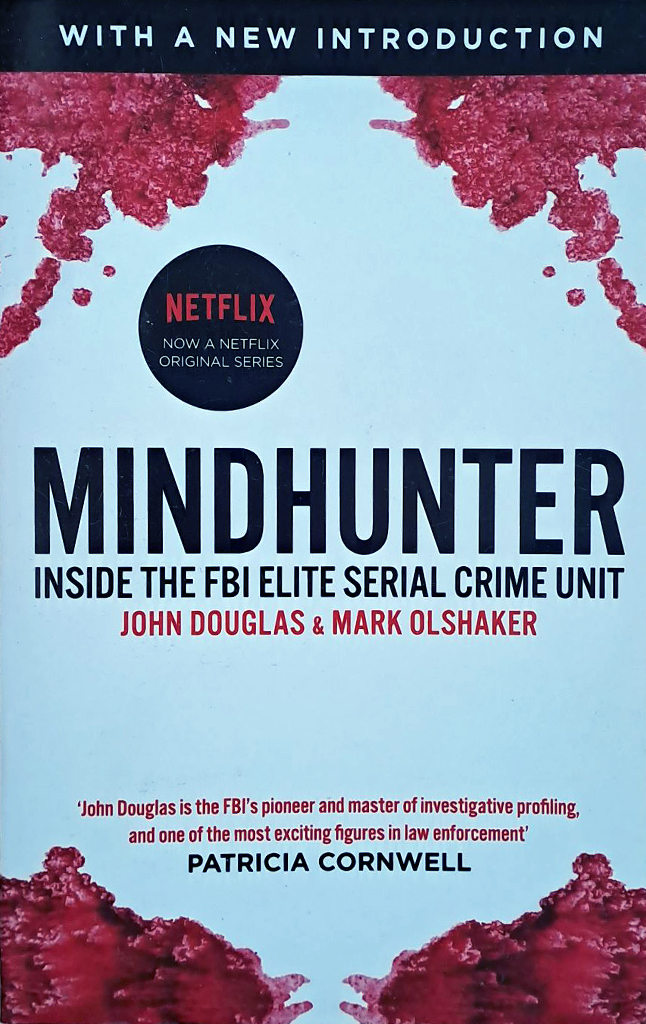 WITH A NEW INTRODUCTION
NETFLIX
NOW A NETFLIX
ORIGINAL SERIES
MINDHUNTER
INSIDE THE FBI ELITE SERIAL CRIME UNIT
JOHN DOUGLAS & MARK OLSHAKER
‘John Douglas is the FBI’s pioneer and master of investigative profiling,
and one of the most exciting figures in law enforcement’
PATRICIA CORNWELL